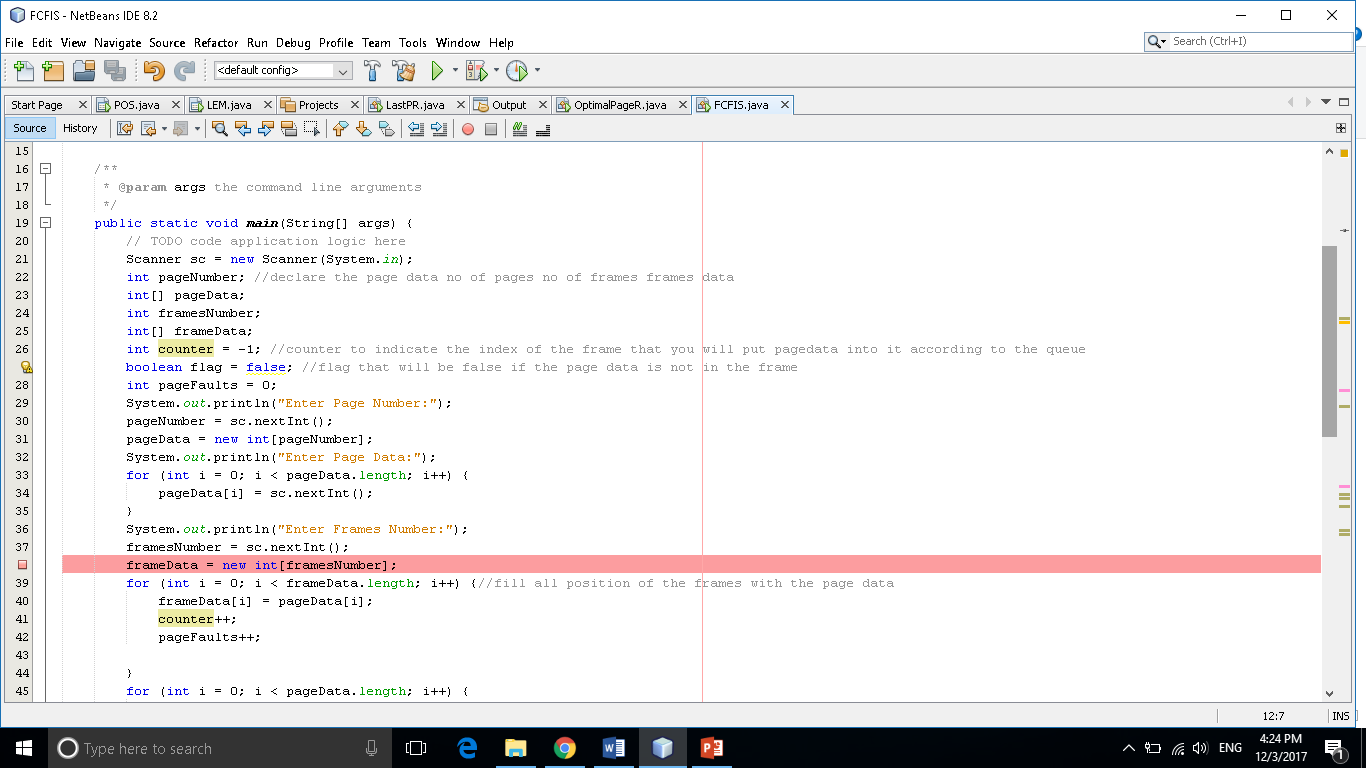 FCFIS - NetBeans IDE 8.2
File Edit View Navigate Source Refactor Run Debug Profile Team Tools Window Help
Search (Ctrl+I)
<default config>
Start Page POS.java LEM.java Projects LastPR.java Output OptimalPageR.java FCFIS.java
Source History
15
16 /**
17 * @param args the command line arguments
18 */
19 public static void main(String[] args) {
20 // TODO code application logic here
21 Scanner sc = new Scanner(System.in);
22 int pageNumber; //declare the page data no of pages no of frames frames data
23 int[] pageData;
24 int framesNumber;
25 int[] frameData;
26 int counter = -1; //counter to indicate the index of the frame that you will put pagedata into it according to the queue
boolean flag = false; //flag that will be false if the page data is not in the frame
28 int pageFaults = 0;
29 System.out.println("Enter Page Number:");
30 pageNumber = sc.nextInt();
31 pageData = new int[pageNumber];
32 System.out.println("Enter Page Data:");
33 for (int i = 0; i < pageData.length; i++) {
34 pageData[i] = sc.nextInt();
35 }
36 System.out.println("Enter Frames Number:");
37 framesNumber = sc.nextInt();
frameData = new int[framesNumber];
39 for (int i = 0; i < frameData.length; i++) {//fill all position of the frames with the page data
40 frameData[i] = pageData[i];
41 counter++;
42 pageFaults++;
43
44 }
45 for (int i = 0; i < pageData.length; i++) {
12:7 INS
Type here to search
ENG
4:24 PM
12/3/2017
1